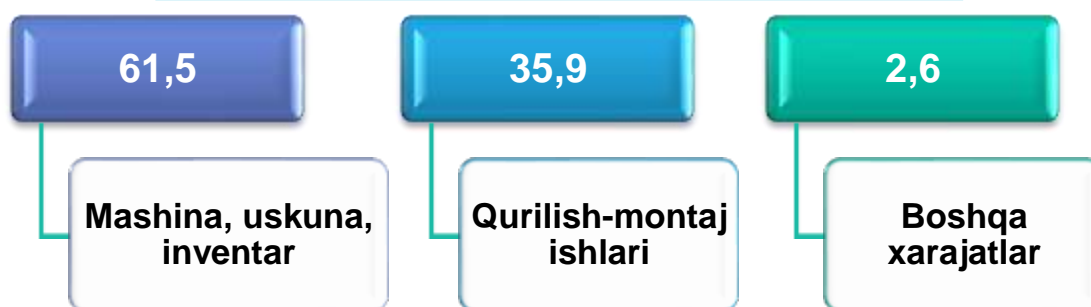 61,5
35,9
2,6
Mashina, uskuna,
inventar
Qurilish-montaj
ishlari
Boshqa
xarajatlar